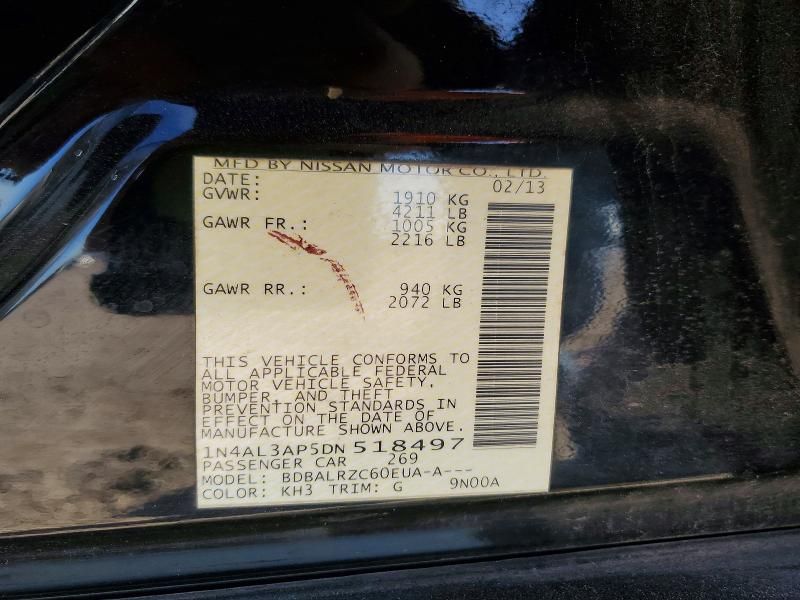 MFD BY NISSAN MOTOR CO., LTD.
DATE: 02/13
GVWR: 1910 KG
4211 LB
GAWR FR.: 1005 KG
2216 LB
GAWR RR.: 940 KG
2072 LB
THIS VEHICLE CONFORMS TO
ALL APPLICABLE FEDERAL
MOTOR VEHICLE SAFETY,
BUMPER, AND THEFT
PREVENTION STANDARDS IN
EFFECT ON THE DATE OF
MANUFACTURE SHOWN ABOVE.
1N4AL3AP5DN 518497
PASSENGER CAR 269
MODEL: BDBALRZC60EUA-A---
COLOR: KH3 TRIM: G 9N00A